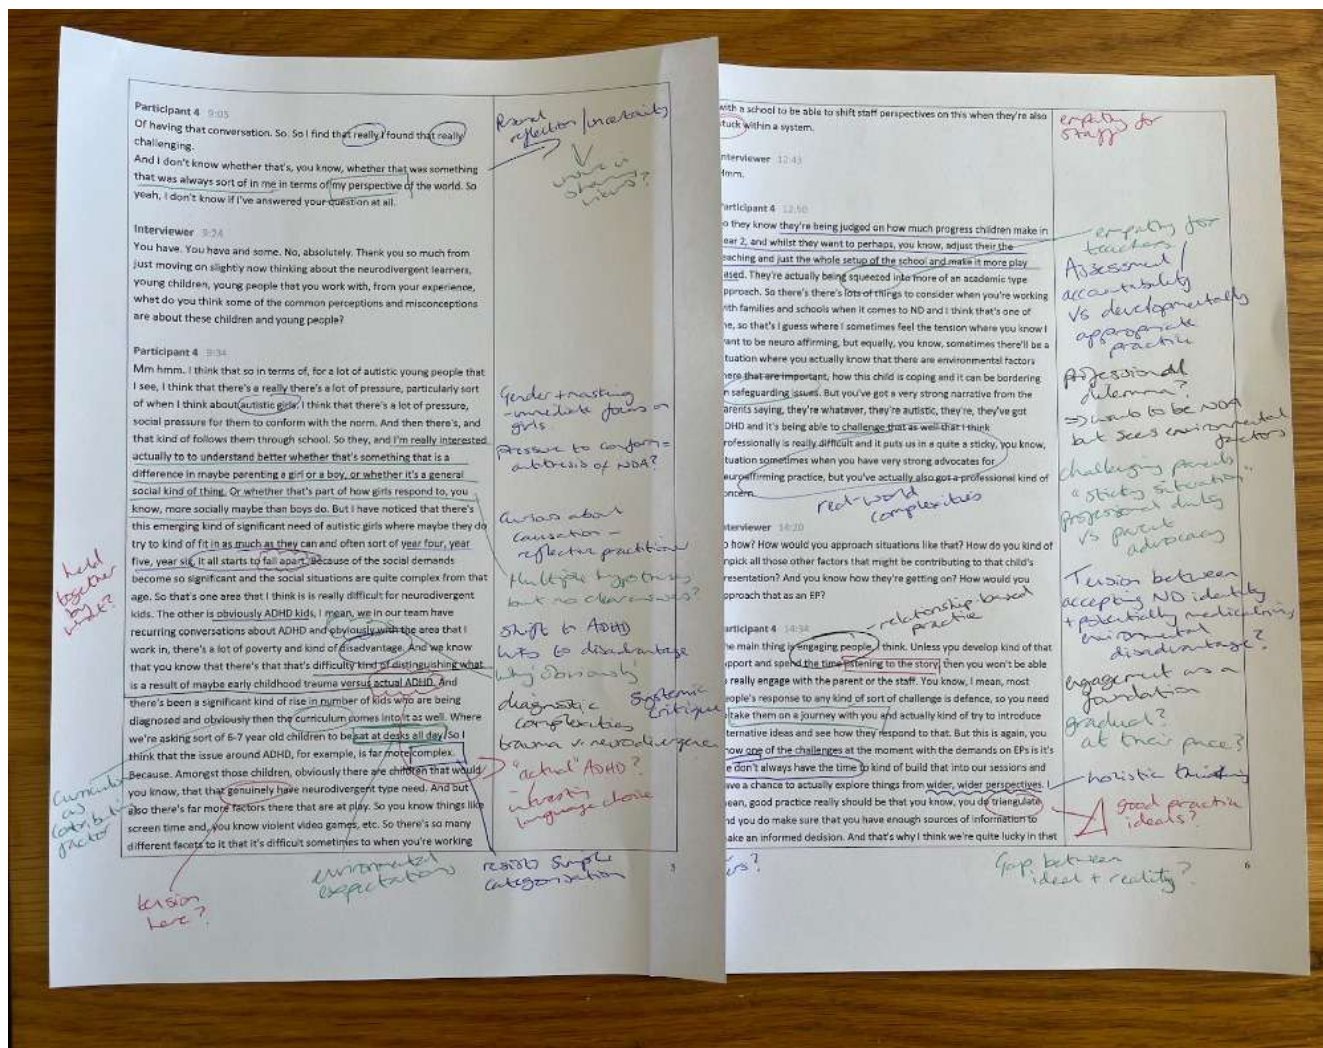 Participant 4 9:05
Of having that conversation. So. So I find that really I found that really
challenging.
And I don't know whether that's, you know, whether that was something
that was always sort of in me in terms of my perspective of the world. So
yeah, I don't know if I've answered your question at all.
Interviewer 9:24
You have. You have and some. No, absolutely. Thank you so much from
just moving on slightly now thinking about the neurodivergent learners,
young children, young people that you work with, from your experience,
what do you think some of the common perceptions and misconceptions
are about these children and young people?
Participant 4 9:34
Mm hmm. I think that so in terms of, for a lot of autistic young people that
I see, I think that there's a really there's a lot of pressure, particularly sort
of when I think about autistic girls. I think that there's a lot of pressure,
social pressure for them to conform with the norm. And then there's, and
that kind of follows them through school. So they, and I'm really interested
actually to to understand better whether that's something that is a
difference in maybe parenting a girl or a boy, or whether it's a general
social kind of thing. Or whether that's part of how girls respond to, you
know, more socially maybe than boys do. But I have noticed that there's
this emerging kind of significant need of autistic girls where maybe they do
try to kind of fit in as much as they can and often sort of year four, year
five, year six, it all starts to fall apart. Because of the social demands
become so significant and the social situations are quite complex from that
age. So that's one area that I think is is really difficult for neurodivergent
kids. The other is obviously ADHD kids, I mean, we in our team have
recurring conversations about ADHD and obviously with the area that I
work in, there's a lot of poverty and kind of disadvantage. And we know
that you know that there's that that's difficulty kind of distinguishing what
is a result of maybe early childhood trauma versus actual ADHD. And
there's been a significant kind of rise in number of kids who are being
diagnosed and obviously then the curriculum comes into it as well. Where
we're asking sort of 6-7 year old children to be sat at desks all day. So I
think that the issue around ADHD, for example, is far more complex.
Because. Amongst those children, obviously there are children that would
you know, that that genuinely have neurodivergent type need. And but
also there's far more factors there that are at play. So you know things like
screen time and, you know violent video games, etc. So there's so many
different facets to it that it's difficult sometimes to when you're working
reflection/uncertainty
Gender + masking
- immediate focus on
girls
pressure to conform =
antithesis of NDA?
Curious about
causation -
reflective practitioner
Multiple hypotheses
but no clear answers?
Shift to ADHD
links to disadvantage
why 'obviously'
diagnostic
complexities
systemic
critique
trauma vs neurodivergence
"actual" ADHD?
- interesting
language choice
held
together
by
what?
Curriculum
as
contributing
factor
tension
here?
environmental
expectations
resists simple
categorisation
5
with a school to be able to shift staff perspectives on this when they're also
stuck within a system.
Interviewer 12:43
Hmm.
Participant 4 12:50
they know they're being judged on how much progress children make in
year 2, and whilst they want to perhaps, you know, adjust their the
teaching and just the whole setup of the school and make it more play
based. They're actually being squeezed into more of an academic type
approach. So there's there's lots of things to consider when you're working
with families and schools when it comes to ND and I think that's one of
so that's I guess where I sometimes feel the tension where you know I
want to be neuro affirming, but equally, you know, sometimes there'll be a
situation where you actually know that there are environmental factors
here that are important, how this child is coping and it can be bordering
on safeguarding issues. But you've got a very strong narrative from the
parents saying, they're whatever, they're autistic, they're, they've got
ADHD and it's being able to challenge that as well that I think
professionally is really difficult and it puts us in a quite a sticky, you know,
situation sometimes when you have very strong advocates for
neuroaffirming practice, but you've actually also got a professional kind of
concern.
Interviewer 14:20
how? How would you approach situations like that? How do you kind of
unpick all those other factors that might be contributing to that child's
presentation? And you know how they're getting on? How would you
approach that as an EP?
Participant 4 14:34
The main thing is engaging people, I think. Unless you develop kind of that
rapport and spend the time listening to the story, then you won't be able
to really engage with the parent or the staff. You know, I mean, most
people's response to any kind of sort of challenge is defence, so you need
to take them on a journey with you and actually kind of try to introduce
alternative ideas and see how they respond to that. But this is again, you
know one of the challenges at the moment with the demands on EPs is it's
we don't always have the time to kind of build that into our sessions and
have a chance to actually explore things from wider, wider perspectives. I
mean, good practice really should be that you know, you do triangulate
and you do make sure that you have enough sources of information to
make an informed decision. And that's why I think we're quite lucky in that
empathy for
staff
empathy for
teachers
Assessment/
accountability
vs developmentally
appropriate
practice
professional
dilemma?
⇒ wants to be NDA
but sees environmental
factors
challenging parents
"sticky situation"
professional duty
vs parent
advocacy
real-world
complexities
Tension between
accepting ND identity
+ potentially medicalising
environmental
disadvantage?
relationship-based
practice
engagement as a
foundation
gradual?
at their pace?
holistic thinking
good practice
ideals?
Gap between
ideal + reality?
6